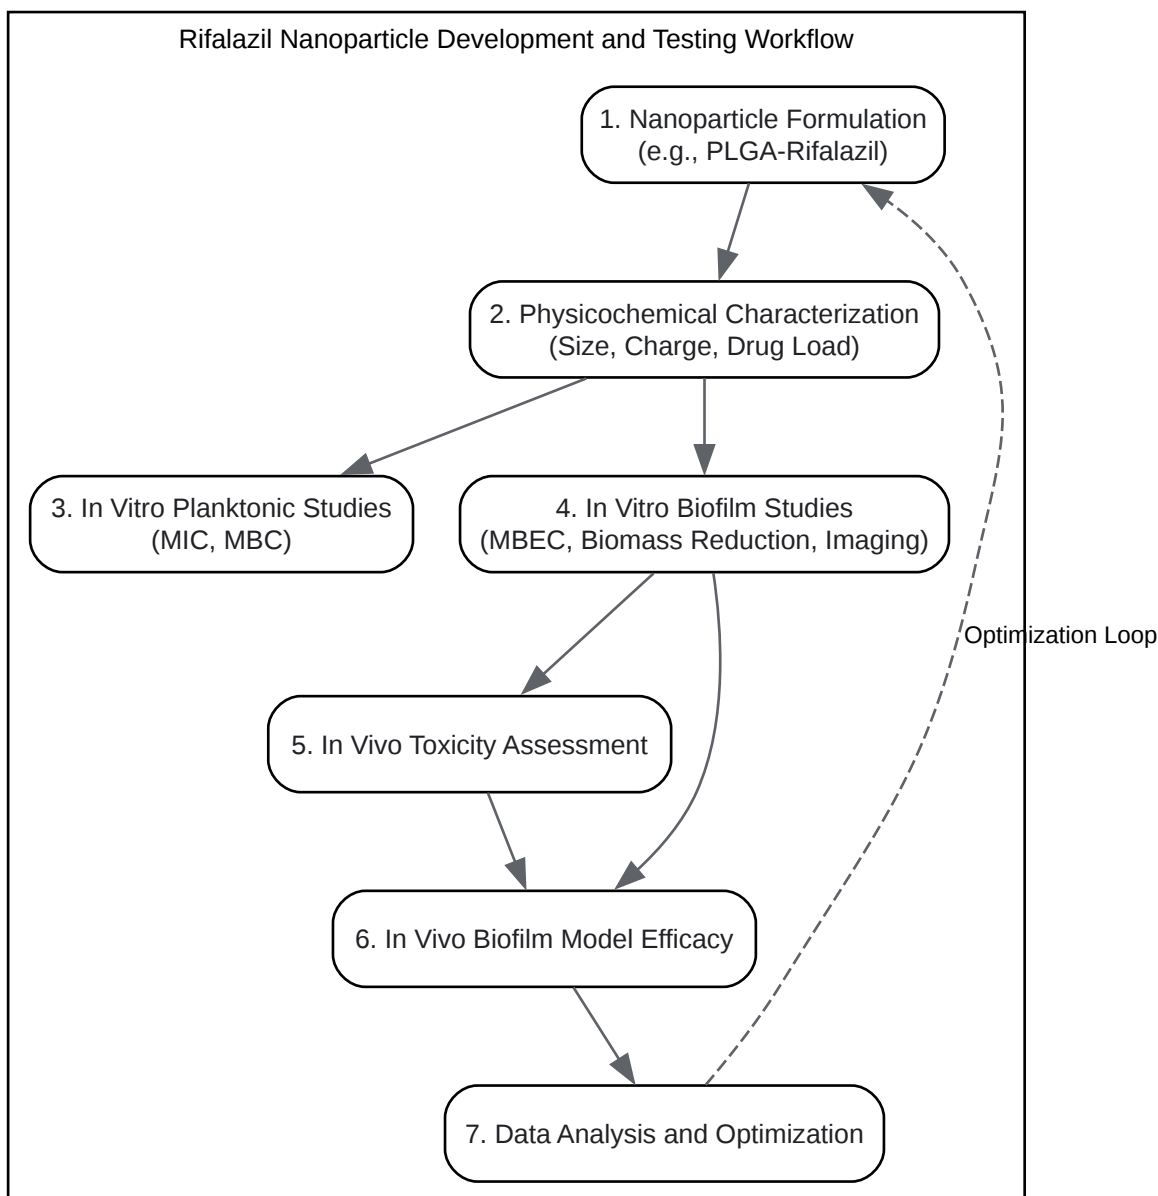 Rifalazil Nanoparticle Development and Testing Workflow
1. Nanoparticle Formulation
(e.g., PLGA-Rifalazil)
2. Physicochemical Characterization
(Size, Charge, Drug Load)
3. In Vitro Planktonic Studies
(MIC, MBC)
4. In Vitro Biofilm Studies
(MBEC, Biomass Reduction, Imaging)
Optimization Loop
5. In Vivo Toxicity Assessment
6. In Vivo Biofilm Model Efficacy
7. Data Analysis and Optimization